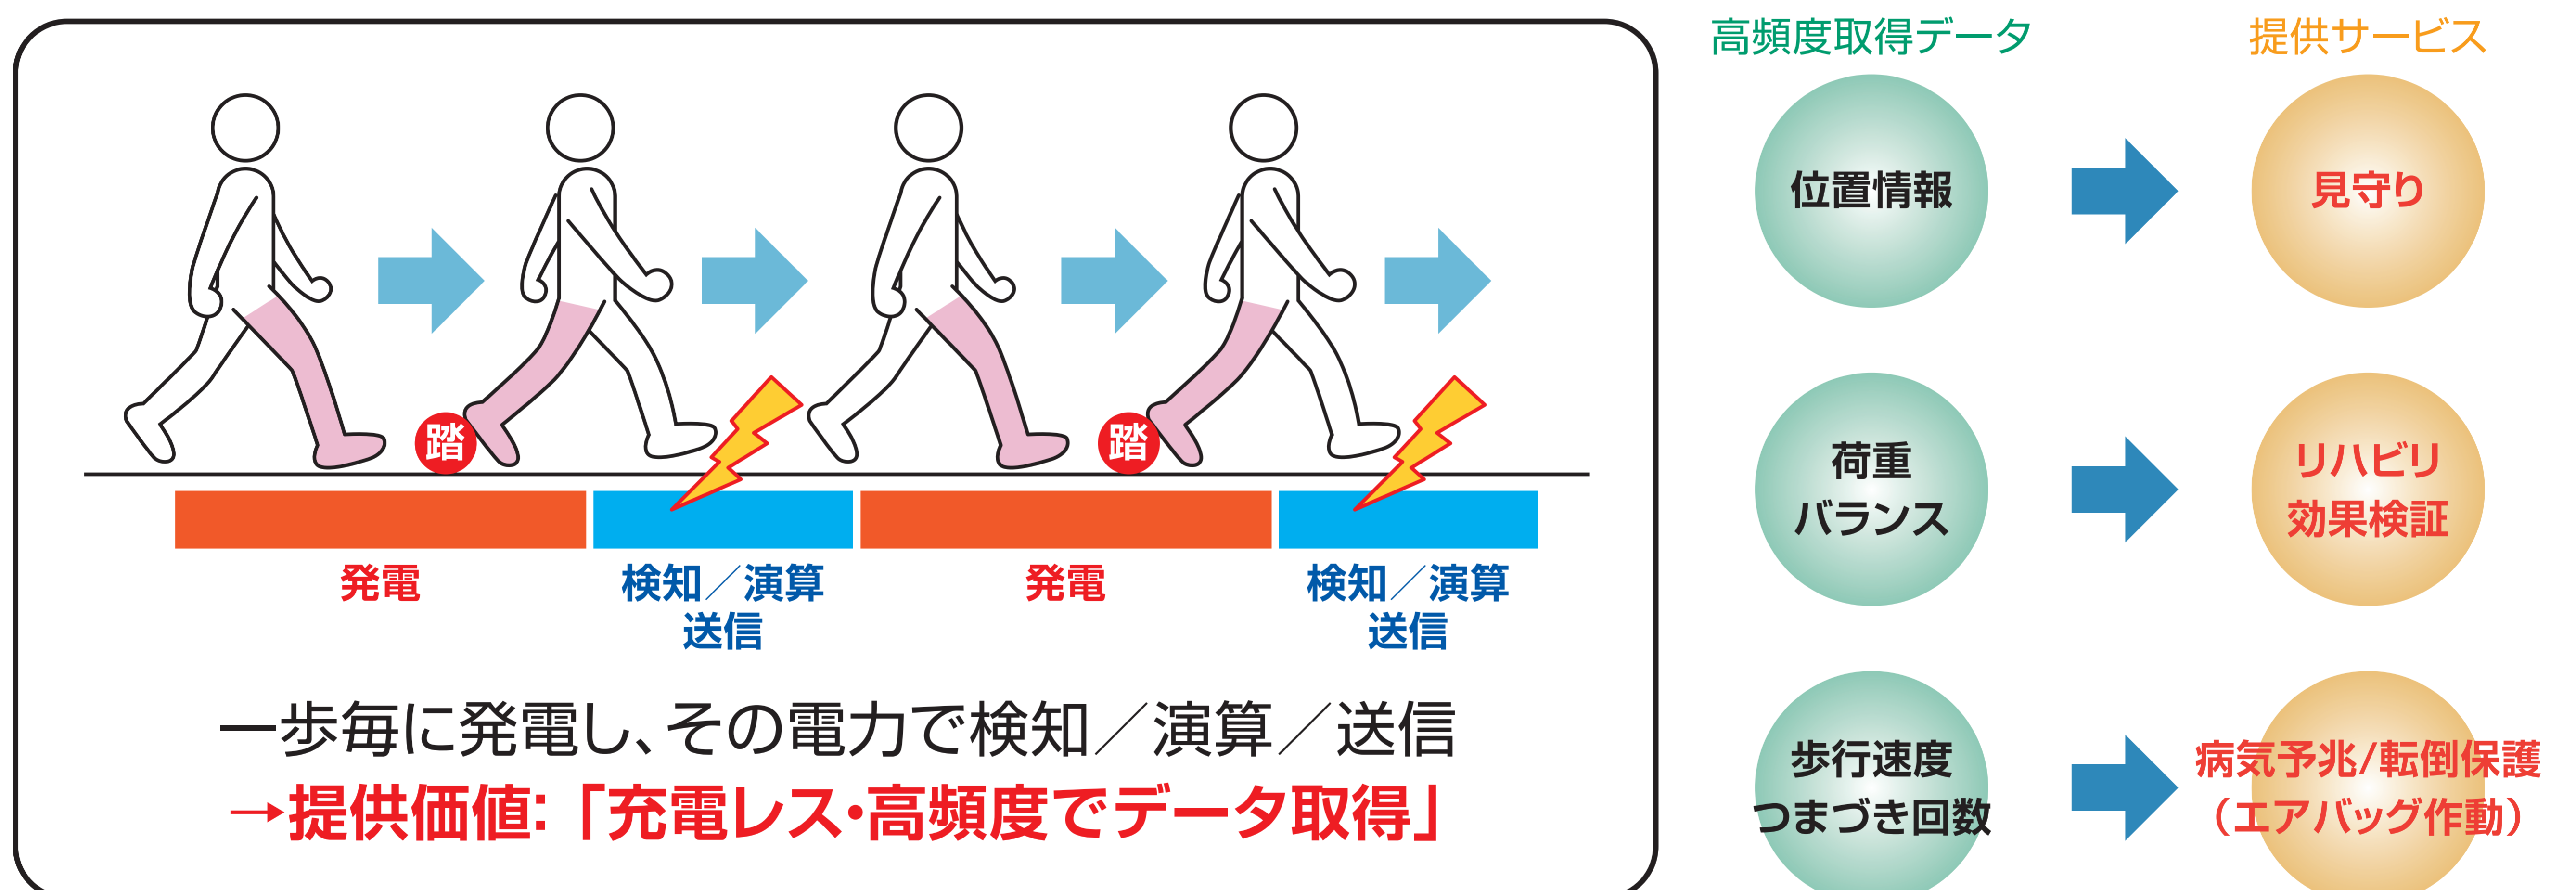 踏
踏
発電
検知／演算
送信
発電
検知／演算
送信
一歩毎に発電し、その電力で検知／演算／送信
→提供価値:「充電レス・高頻度でデータ取得」
高頻度取得データ
提供サービス
位置情報
見守り
荷重
バランス
リハビリ
効果検証
歩行速度
つまづき回数
病気予兆/転倒保護
（エアバッグ作動）